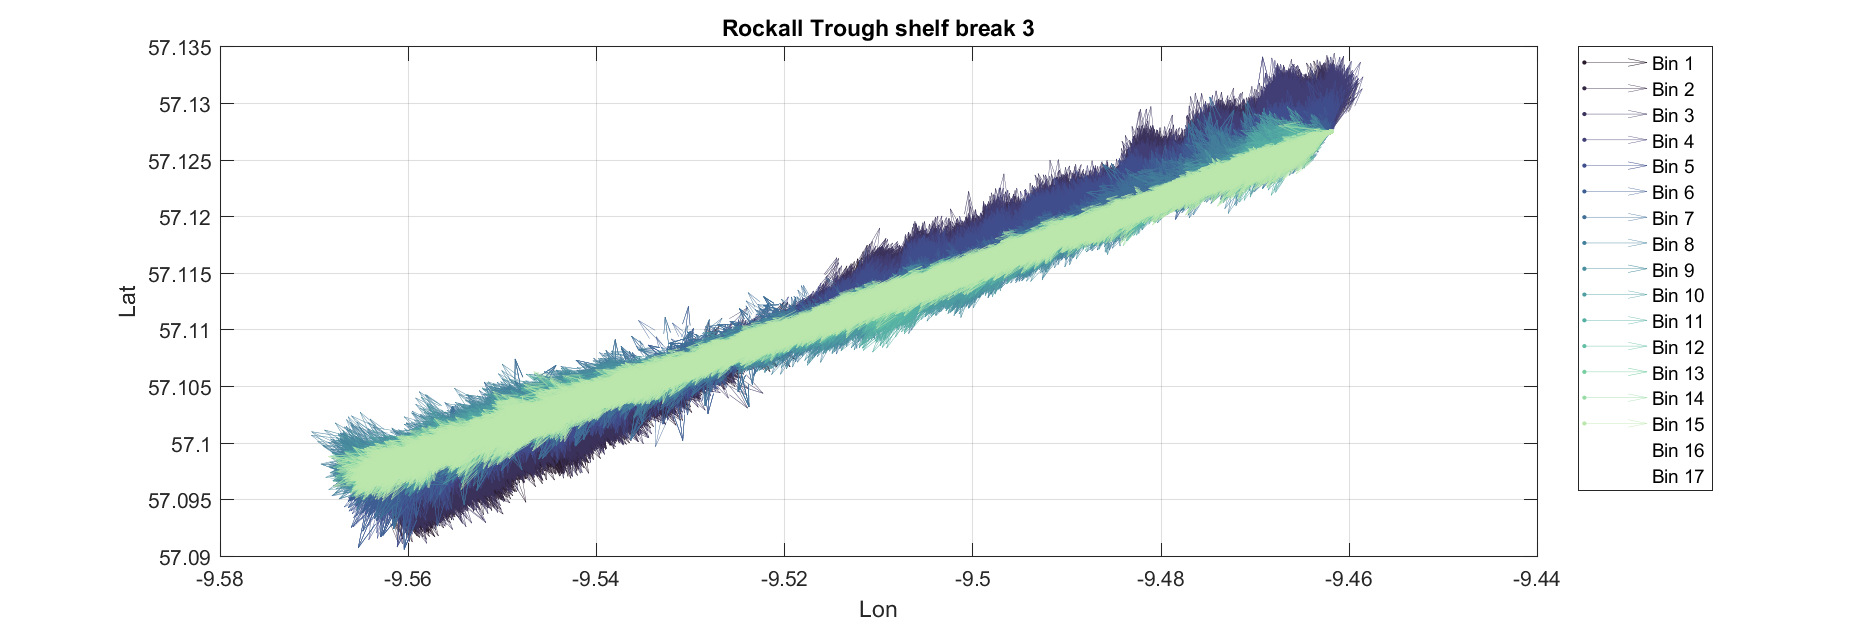 Rockall Trough shelf break 3
57.135
57.13
57.125
57.12
57.115
57.11
57.105
57.1
57.095
57.09
Lat
-9.58
-9.56
-9.54
-9.52
-9.5
-9.48
-9.46
-9.44
Lon
Bin 1
Bin 2
Bin 3
Bin 4
Bin 5
Bin 6
Bin 7
Bin 8
Bin 9
Bin 10
Bin 11
Bin 12
Bin 13
Bin 14
Bin 15
Bin 16
Bin 17